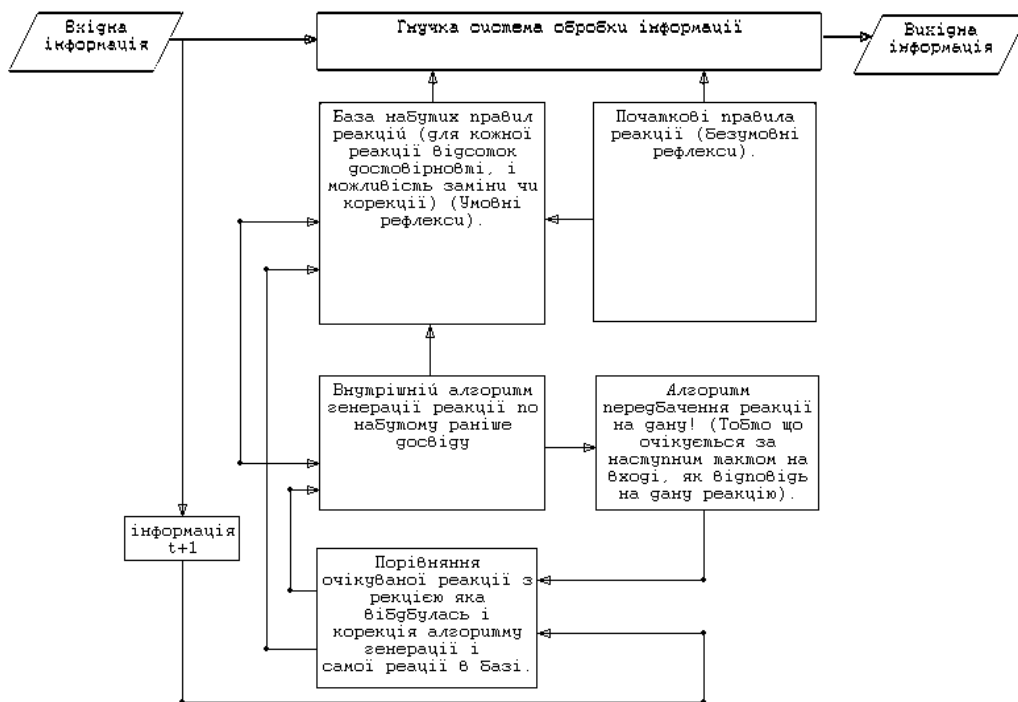 Вхідна
інформація
Гнучка система обробки інформації
Вихідна
інформація
База набутих правил
реакцій (для кожної
реакції відсоток
достовірновті, і
можливість заміни чи
корекції) (Умовні
рефлекси).
Початкові правила
реакції (Безумовні
рефлекси).
Внутрішній алгоритм
генерації реакції по
набутому раніше
досвіду
Алгоритм
передбачення реакції
на дану! (Тобто що
очікується за
наступним тактом на
вході, як відповідь
на дану реакцію).
інформація
t+1
Порівняння
очікуваної реакції з
рекцією яка
вібдбулась і
корекція алгоритму
генерації і
самої реації в базі.